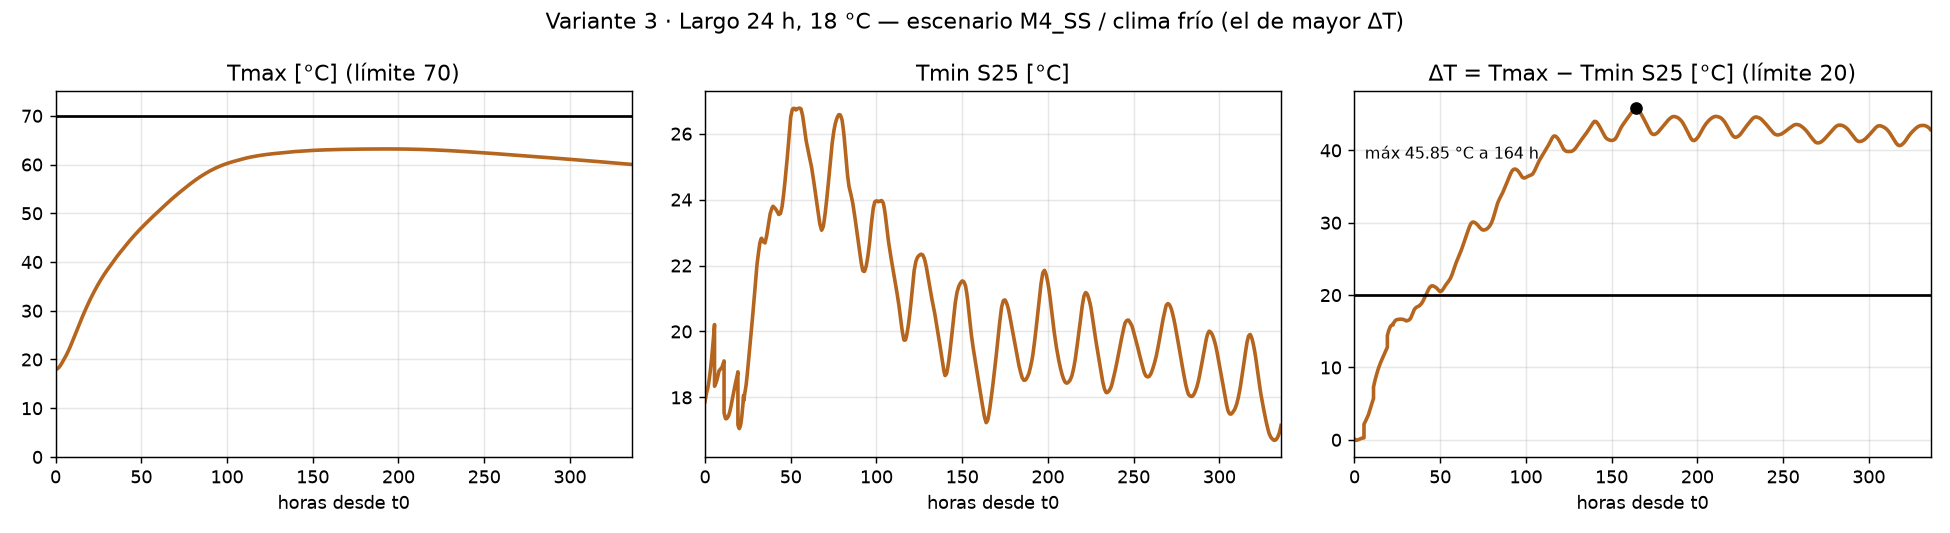 Variante 3 · Largo 24 h, 18 °C — escenario M4_SS / clima frío (el de mayor ΔT)
Tmax [°C] (límite 70)
70
60
50
40
30
20
10
0
0 50 100 150 200 250 300
horas desde t0
Tmin S25 [°C]
26
24
22
20
18
0 50 100 150 200 250 300
horas desde t0
ΔT = Tmax − Tmin S25 [°C] (límite 20)
40
30
20
10
0
máx 45.85 °C a 164 h
0 50 100 150 200 250 300
horas desde t0